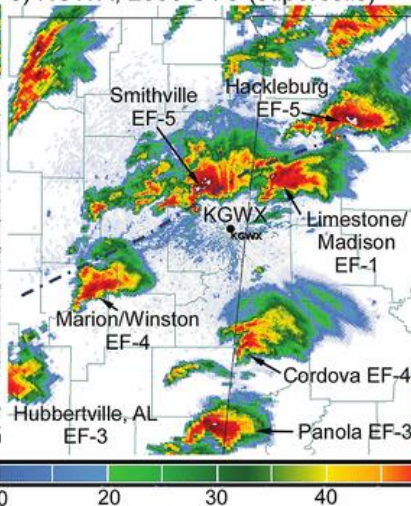 Hackleburg
EF-5
Smithville
EF-5
KGWX
KGWX
Limestone/
Madison
EF-1
Marion/Winston
EF-4
Cordova EF-4
Hubbertville, AL
EF-3
Panola EF-3
20
30
40